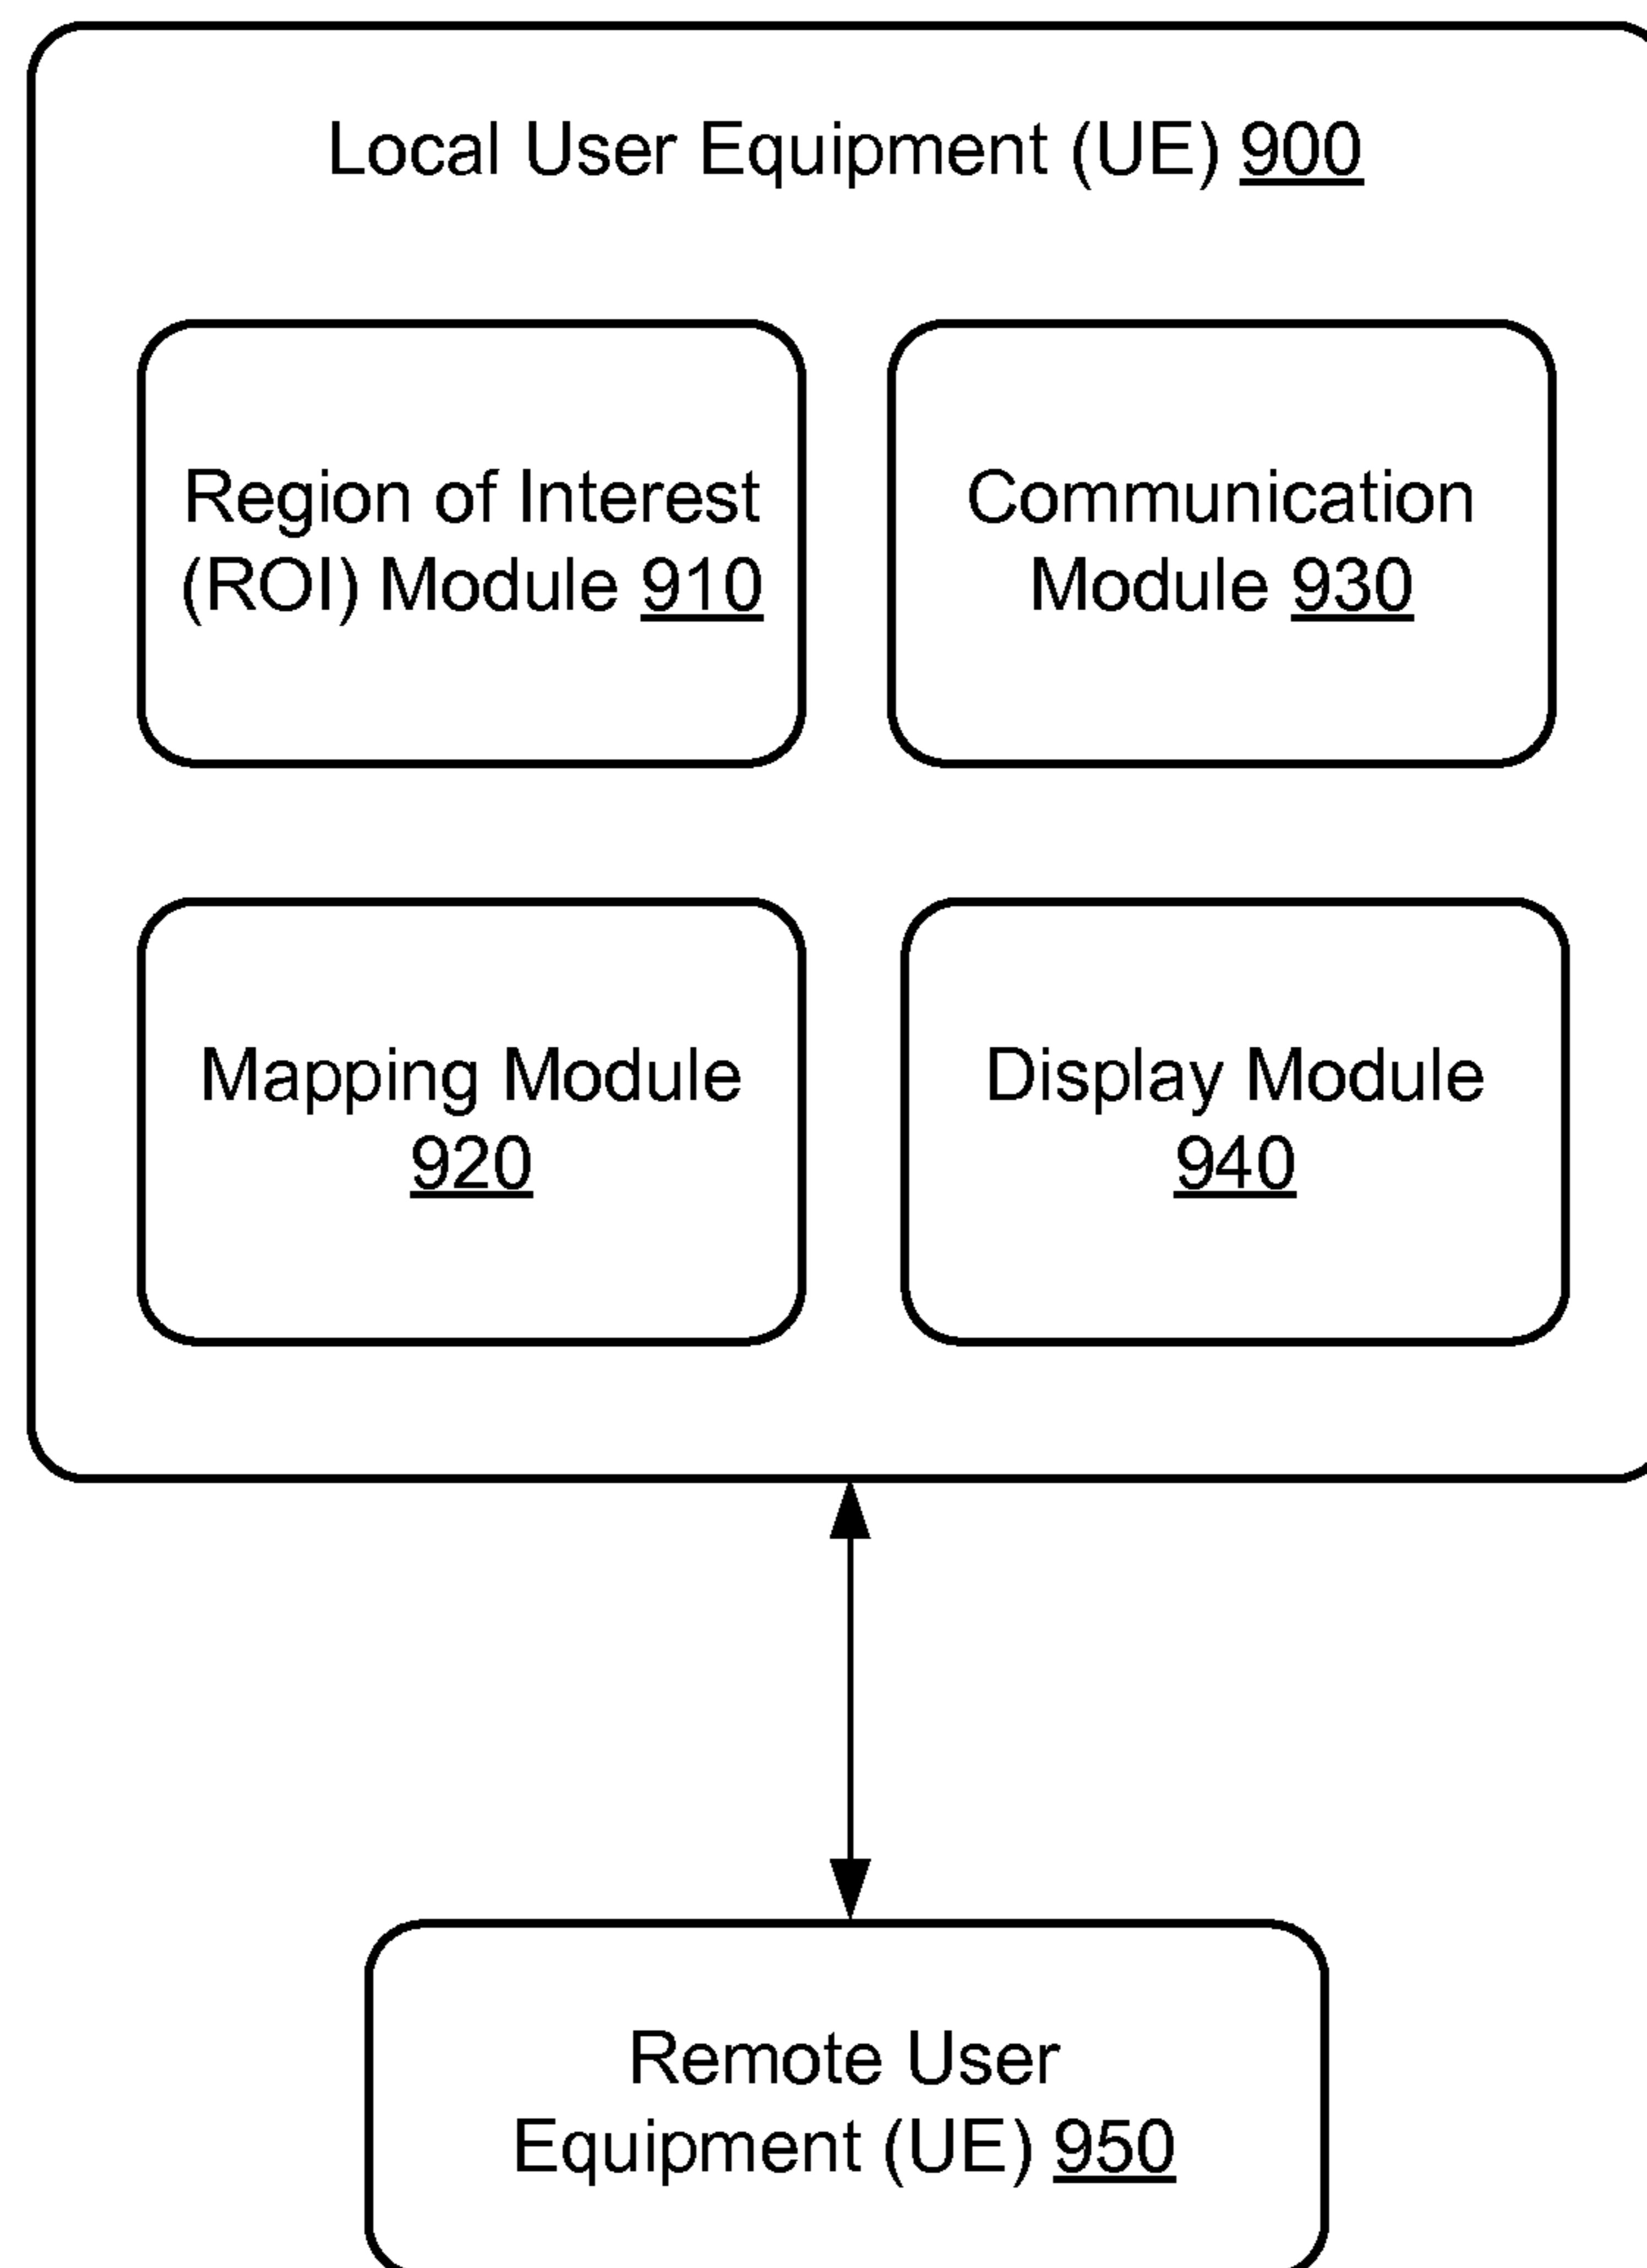 Local User Equipment (UE) 900
Region of Interest
(ROI) Module 910
Communication
Module 930
Mapping Module
920
Display Module
940
Remote User
Equipment (UE) 950